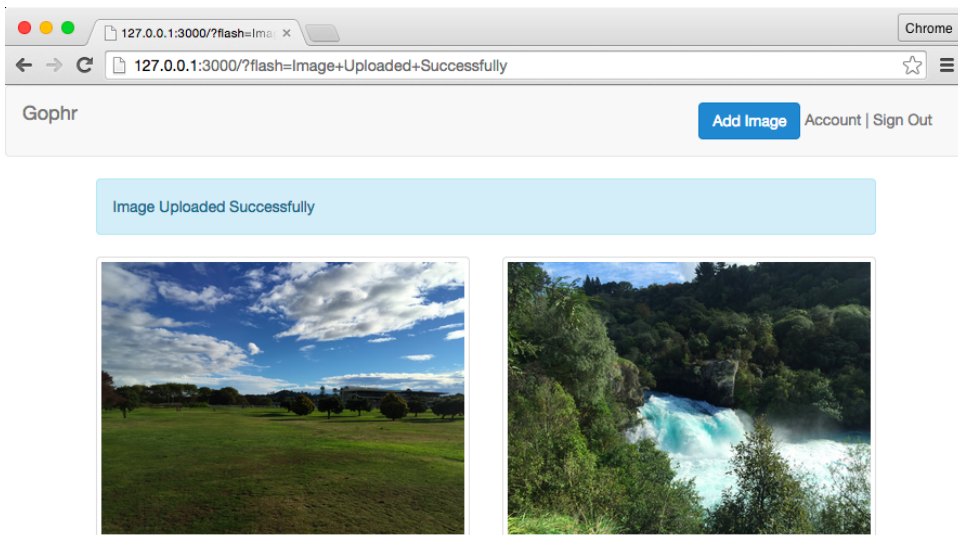 127.0.0.1:3000/?flash=Ima
Chrome
127.0.0.1:3000/?flash=Image+Uploaded+Successfully
Gophr
Add Image Account | Sign Out
Image Uploaded Successfully